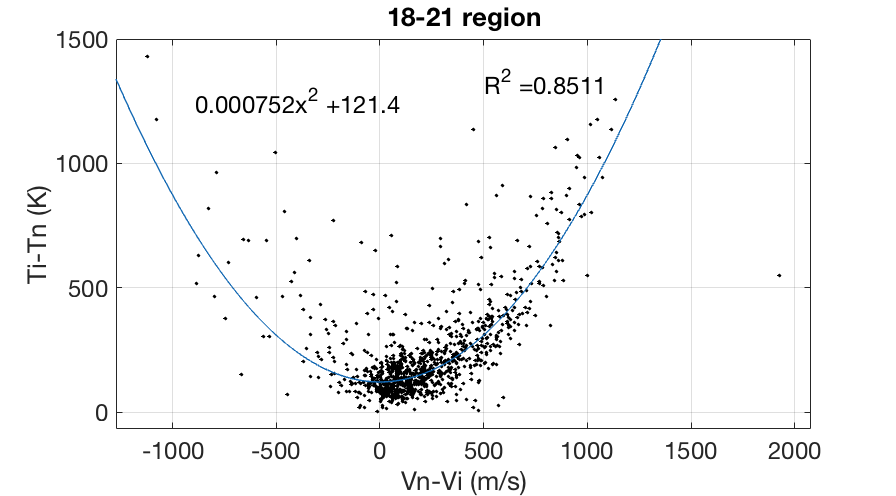 18-21 region
0.000752x² +121.4
R² =0.8511
1500
1000
500
0
Ti-Tn (K)
-1000 -500 0 500 1000 1500 2000
Vn-Vi (m/s)